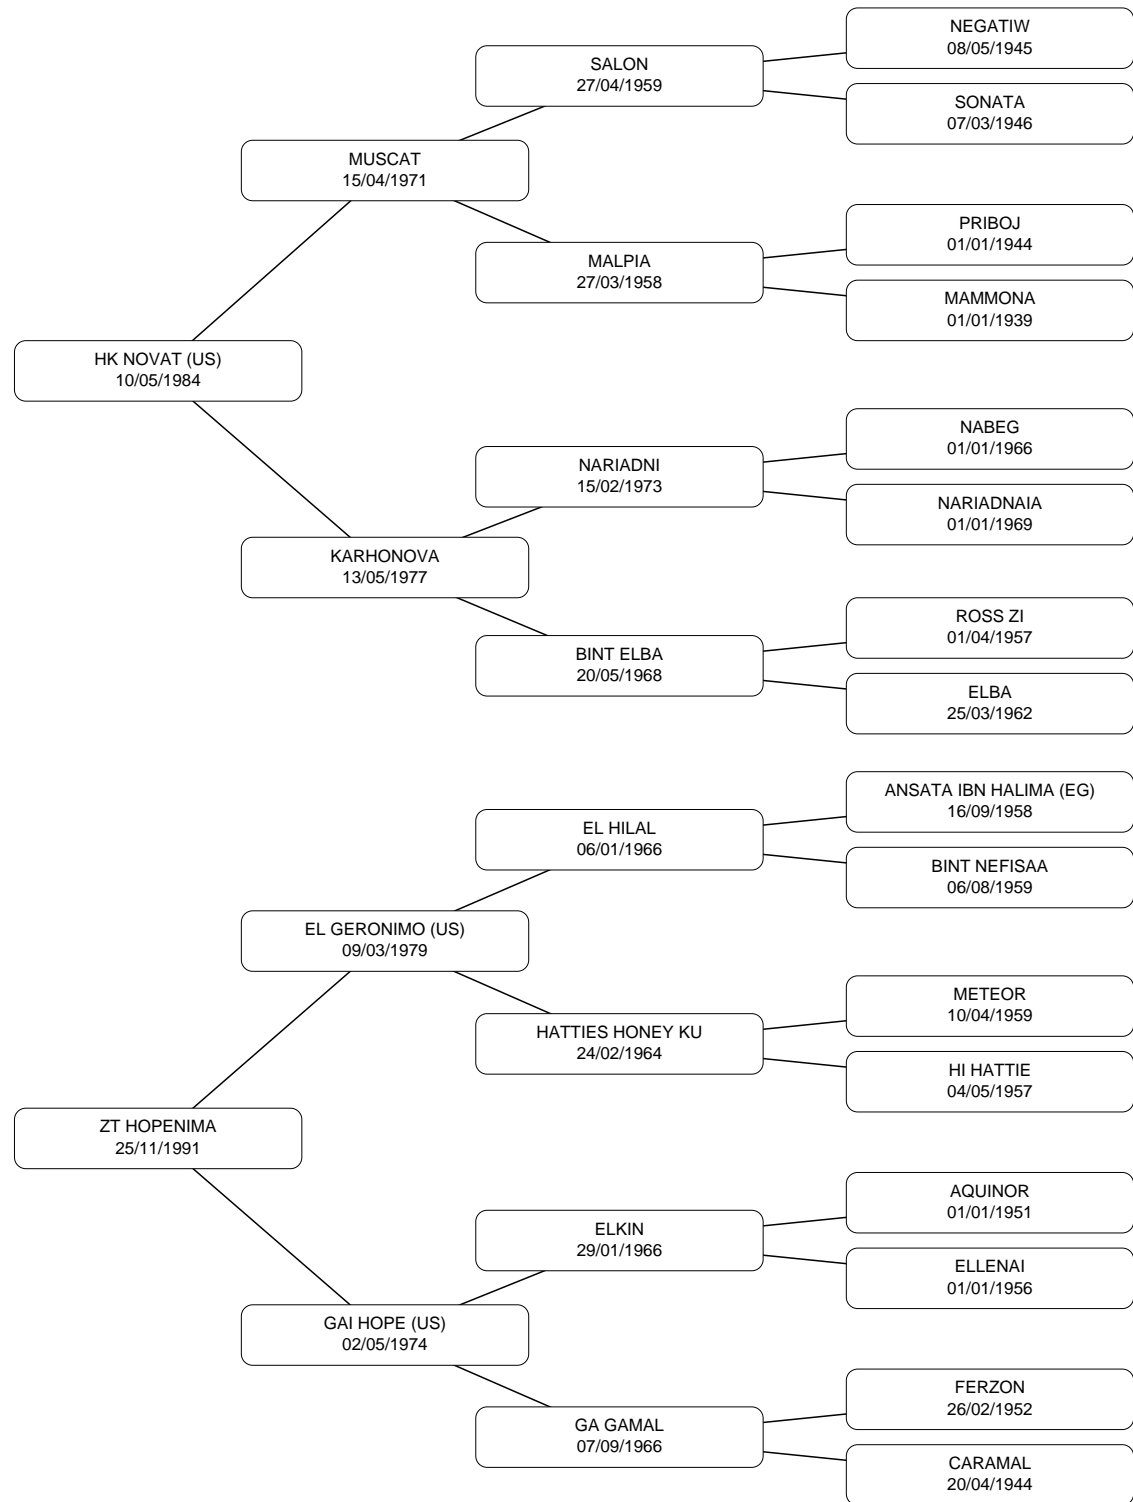 NEGATIW
08/05/1945
SALON
27/04/1959
SONATA
07/03/1946
MUSCAT
15/04/1971
PRIBOJ
01/01/1944
MALPIA
27/03/1958
MAMMONA
01/01/1939
HK NOVAT (US)
10/05/1984
NABEG
01/01/1966
NARIADNI
15/02/1973
NARIADNAIA
01/01/1969
KARHONOVA
13/05/1977
ROSS ZI
01/04/1957
BINT ELBA
20/05/1968
ELBA
25/03/1962
ANSATA IBN HALIMA (EG)
16/09/1958
EL HILAL
06/01/1966
BINT NEFISAA
06/08/1959
EL GERONIMO (US)
09/03/1979
METEOR
10/04/1959
HATTIES HONEY KU
24/02/1964
HI HATTIE
04/05/1957
ZT HOPENIMA
25/11/1991
AQUINOR
01/01/1951
ELKIN
29/01/1966
ELLENAI
01/01/1956
GAI HOPE (US)
02/05/1974
FERZON
26/02/1952
GA GAMAL
07/09/1966
CARAMAL
20/04/1944